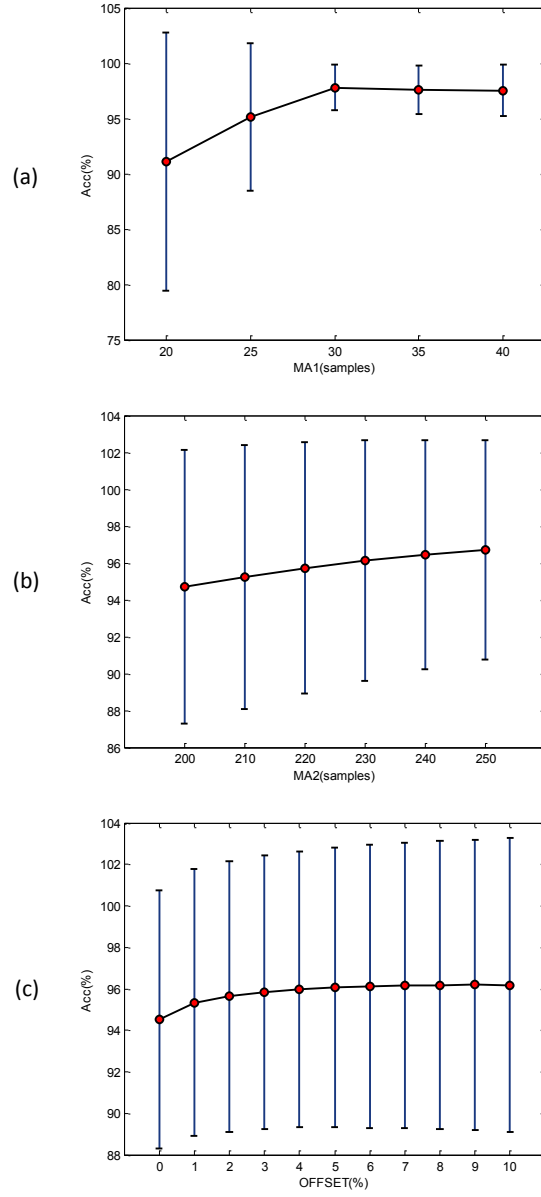 (a)
Acc(%)
105
100
95
90
85
80
75
20 25 30 35 40
MA1(samples)
(b)
Acc(%)
104
102
100
98
96
94
92
90
88
86
200 210 220 230 240 250
MA2(samples)
(c)
Acc(%)
104
102
100
98
96
94
92
90
88
0 1 2 3 4 5 6 7 8 9 10
OFFSET(%)